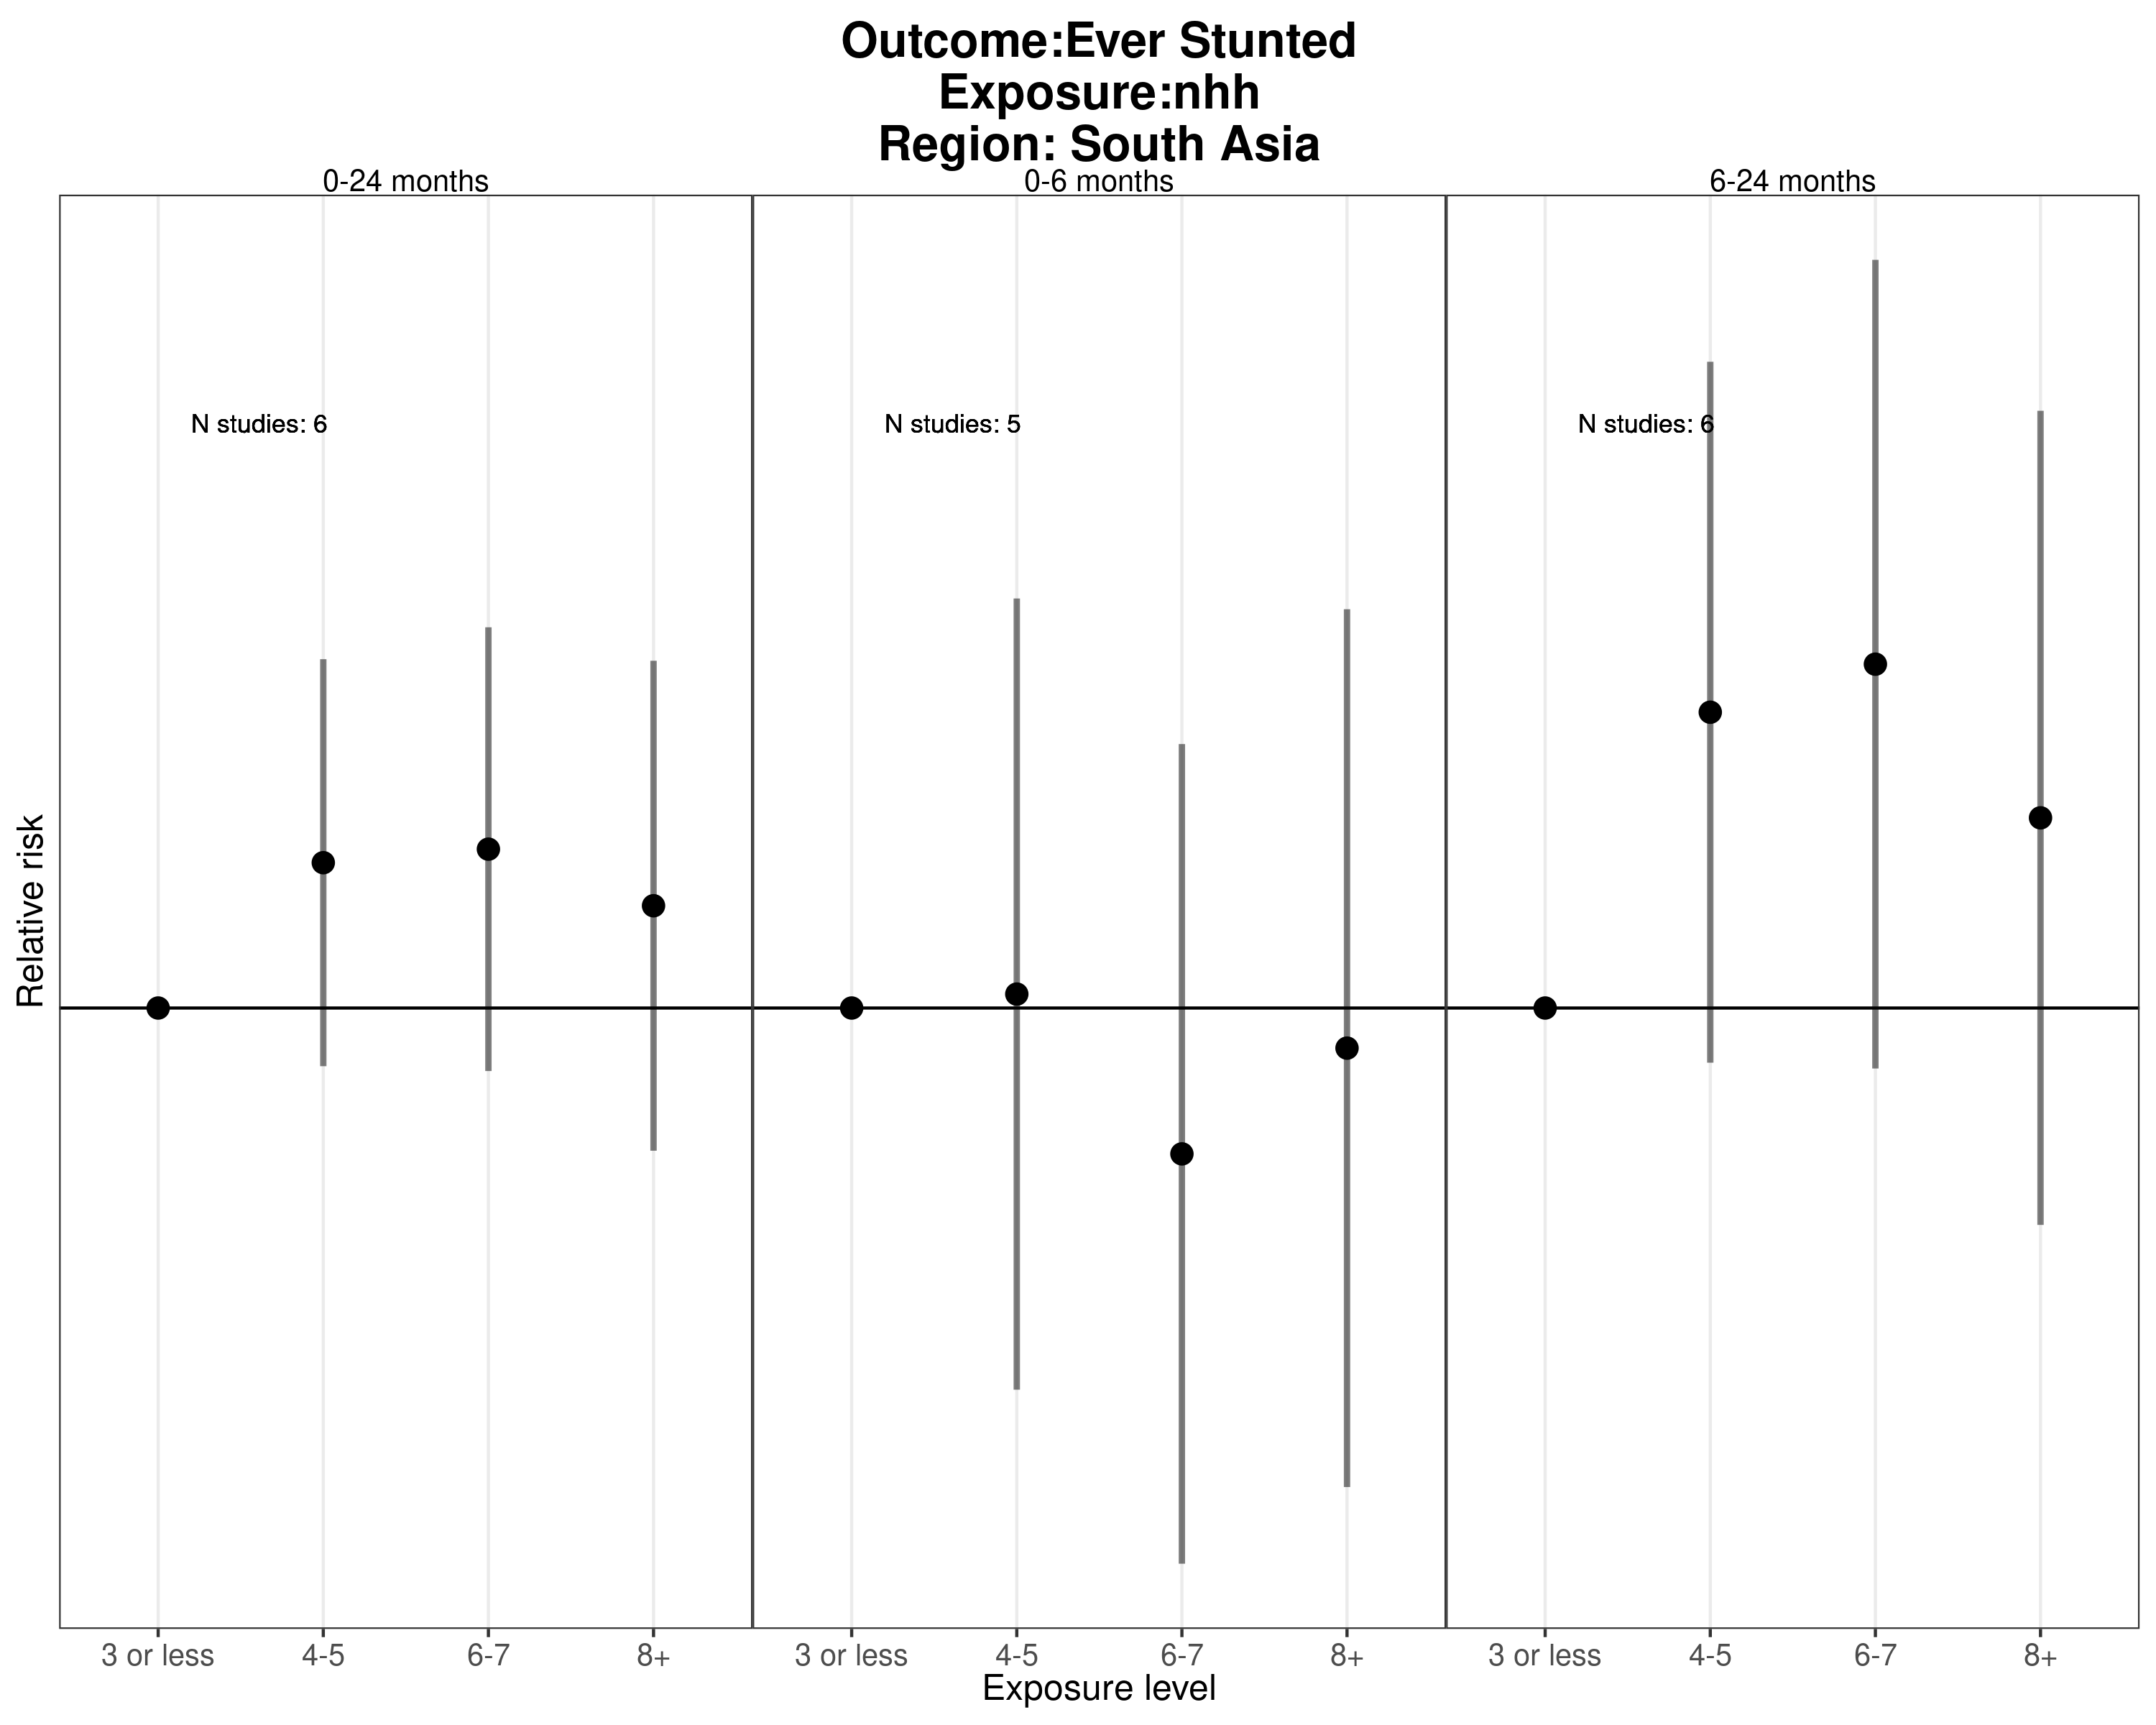 Outcome:Ever Stunted
Exposure:nhh
Region: South Asia
0-24 months
0-6 months
6-24 months
N studies: 6
N studies: 5
N studies: 6
Relative risk
3 or less
4-5
6-7
8+
3 or less
4-5
6-7
8+
3 or less
4-5
6-7
8+
Exposure level